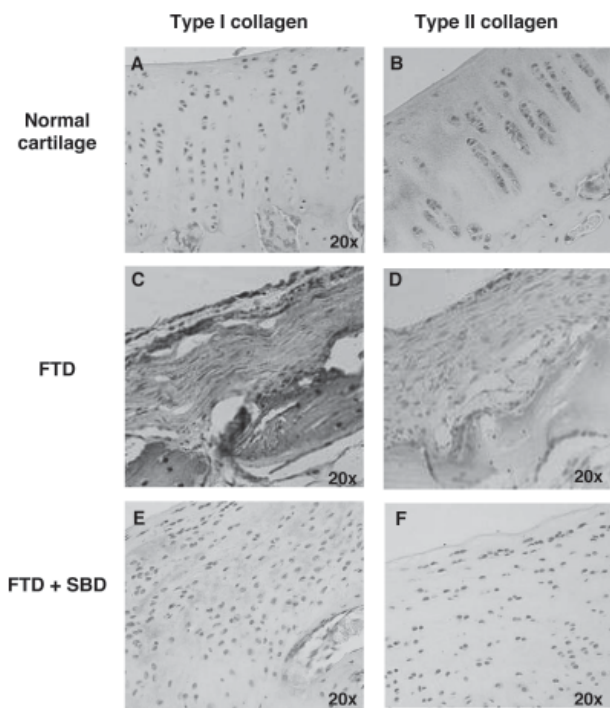 Type I collagen
Type II collagen
Normal
cartilage
A
20x
B
20x
FTD
C
20x
D
20x
FTD + SBD
E
20x
F
20x